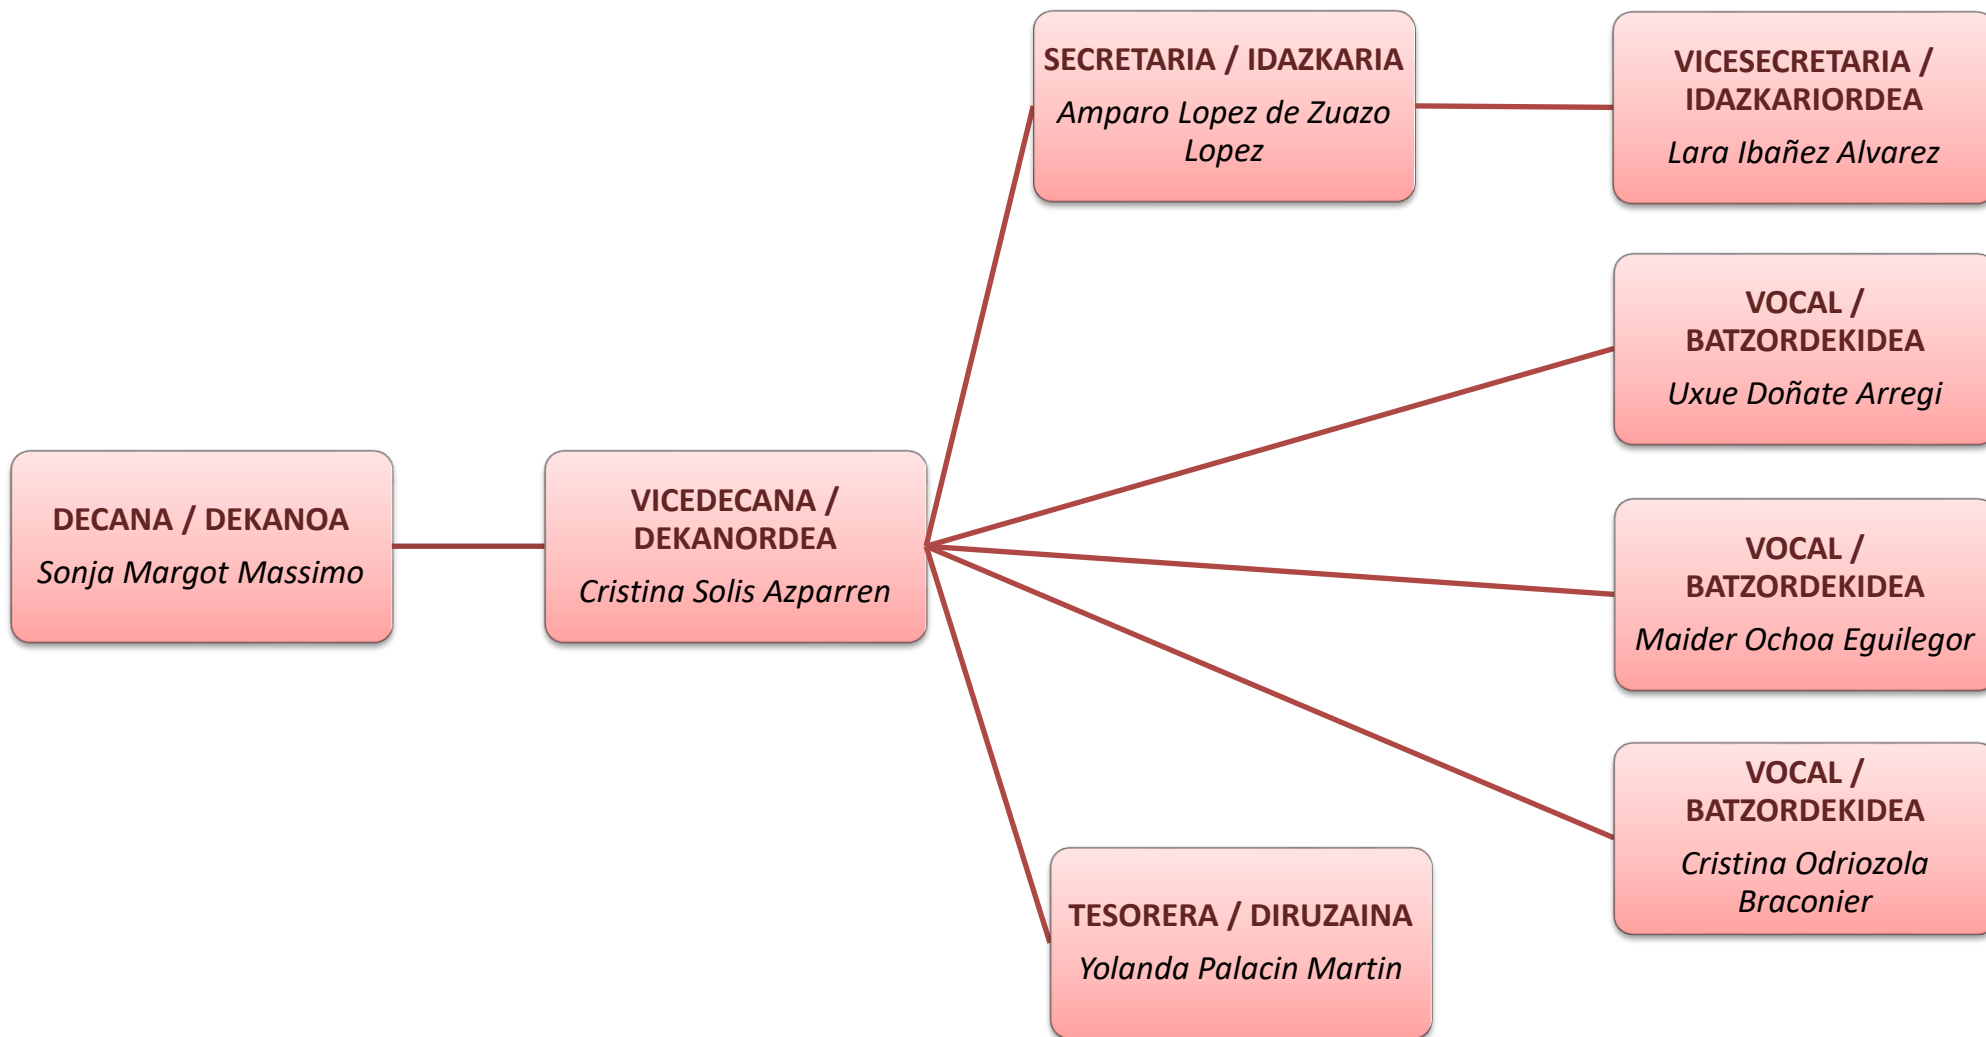 SECRETARIA / IDAZKARIA
Amparo Lopez de Zuazo
Lopez
VICESECRETARIA /
IDAZKARIORDEA
Lara Ibañez Alvarez
VOCAL /
BATZORDEKIDEA
Uxue Doñate Arregi
DECANA / DEKANOA
Sonja Margot Massimo
VICEDECANA /
DEKANORDEA
Cristina Solis Azparren
VOCAL /
BATZORDEKIDEA
Maider Ochoa Eguilegor
VOCAL /
BATZORDEKIDEA
Cristina Odriozola
Braconier
TESORERA / DIRUZAINA
Yolanda Palacin Martin